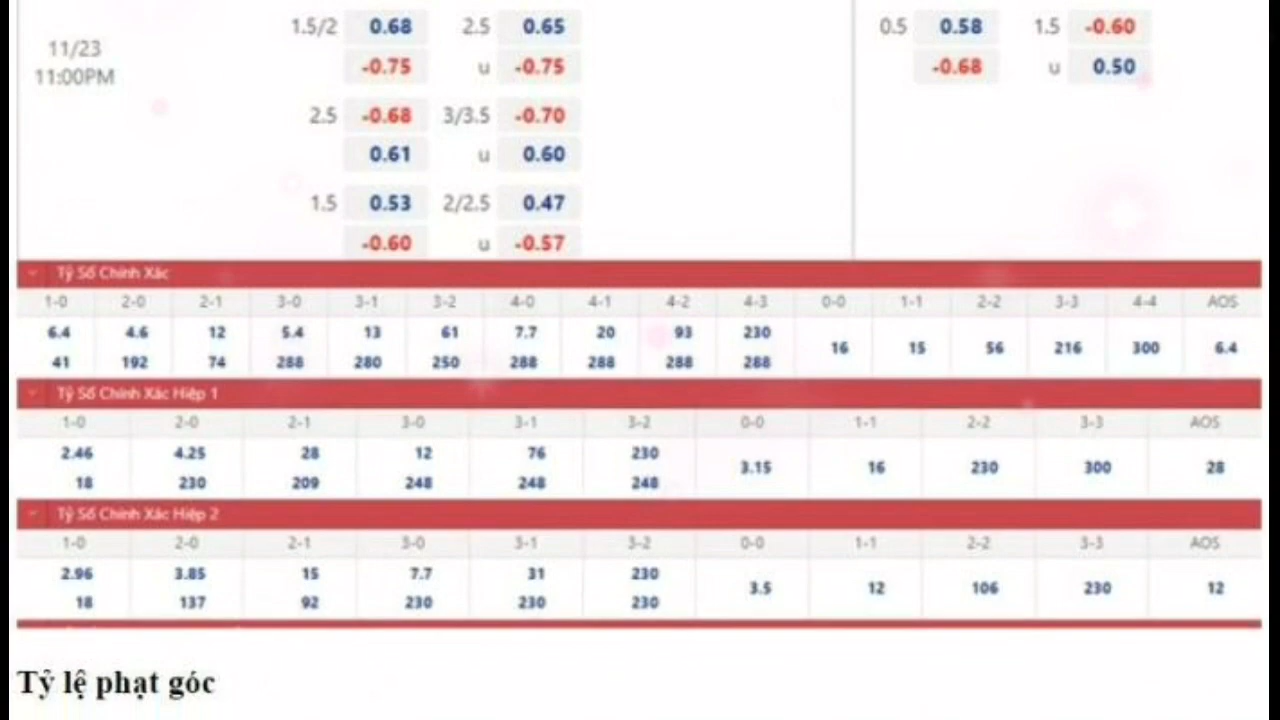 1.5/2 0.68 2.5 0.65 0.5 0.58 1.5 -0.60
11/23
11:00PM
-0.75 u -0.75 -0.68 u 0.50
2.5 -0.68 3/3.5 -0.70
0.61 u 0.60
1.5 0.53 2/2.5 0.47
-0.60 u -0.57
Tỷ Số Chính Xác
1-0 2-0 2-1 3-0 3-1 3-2 4-0 4-1 4-2 4-3 0-0 1-1 2-2 3-3 4-4 AOS
6.4 4.6 12 5.4 13 61 7.7 20 93 230
16 15 56 216 300 6.4
41 192 74 288 280 250 288 288 288 288
Tỷ Số Chính Xác Hiệp 1
1-0 2-0 2-1 3-0 3-1 3-2 0-0 1-1 2-2 3-3 AOS
2.46 4.25 28 12 76 230
3.15 16 230 300 28
18 230 209 248 248 248
Tỷ Số Chính Xác Hiệp 2
1-0 2-0 2-1 3-0 3-1 3-2 0-0 1-1 2-2 3-3 AOS
2.96 3.85 15 7.7 31 230
3.5 12 106 230 12
18 137 92 230 230 230
Tỷ lệ phạt góc